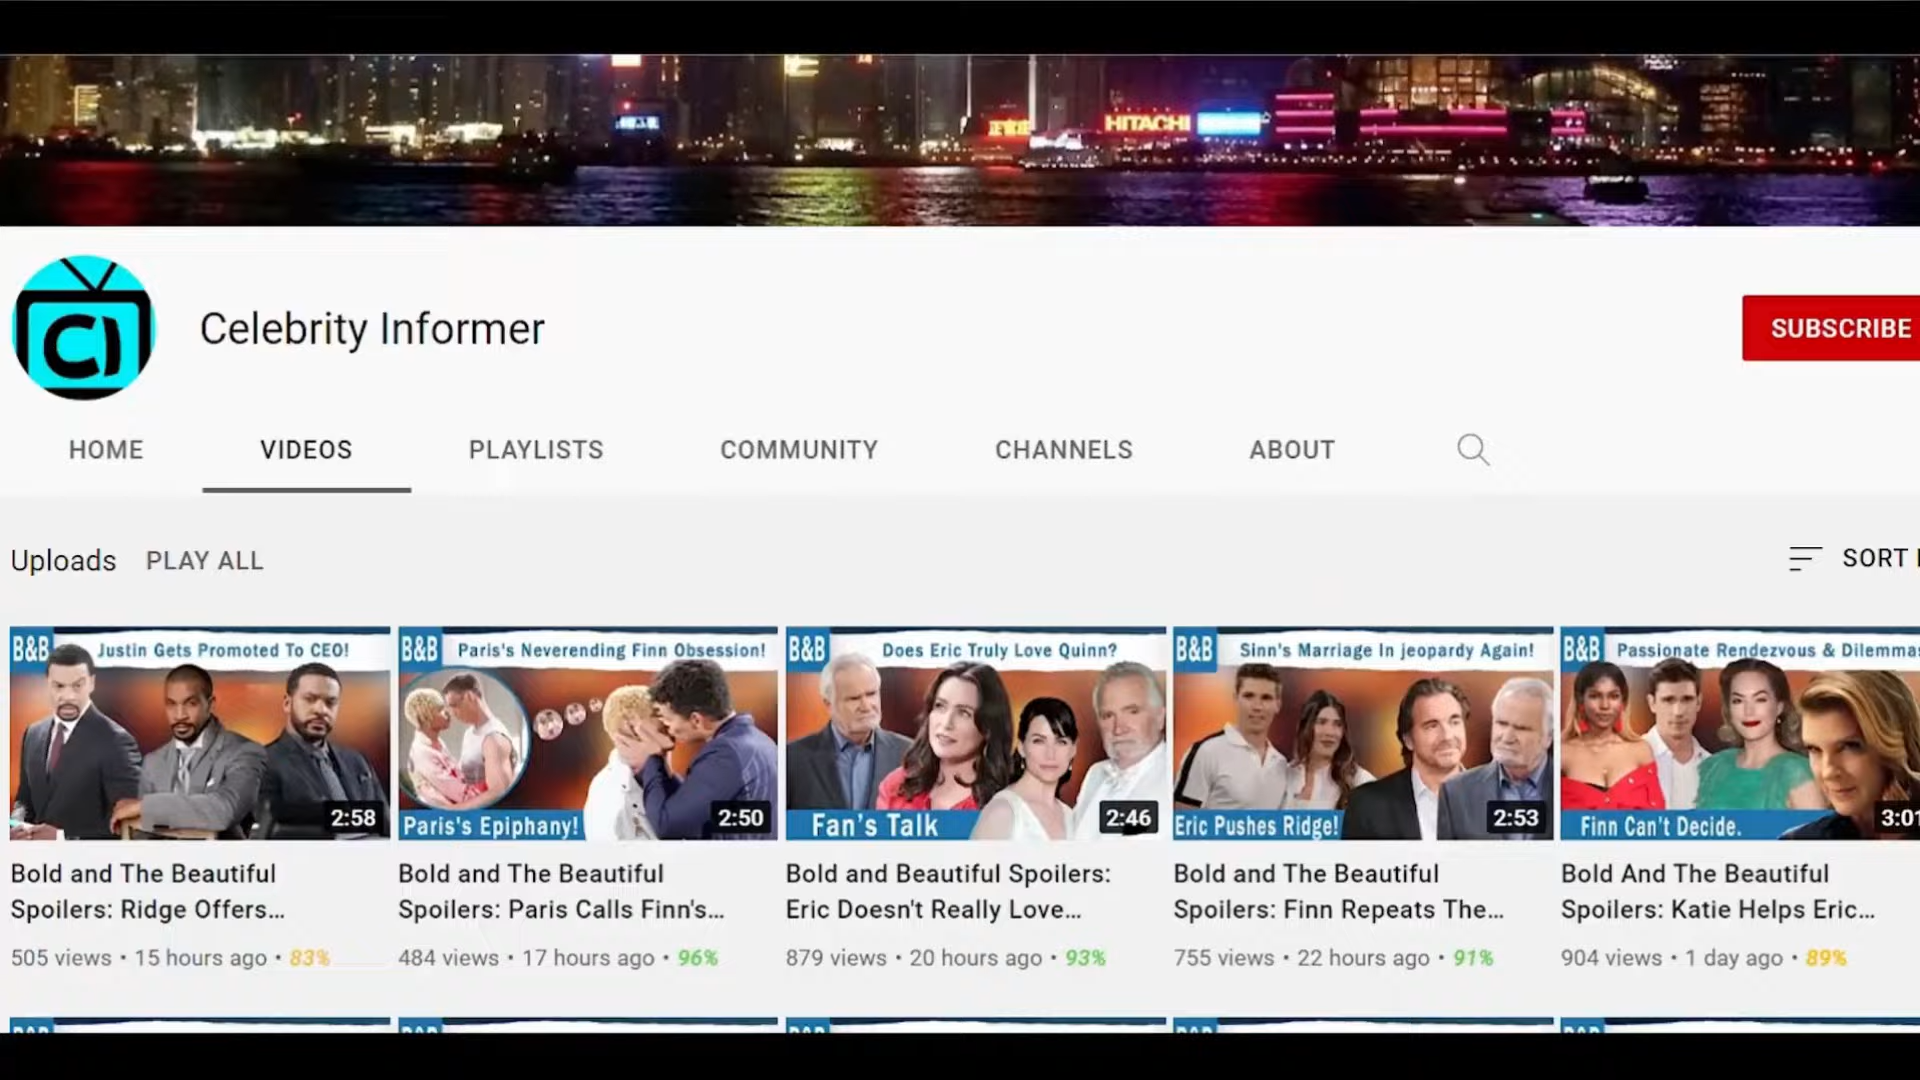 正官庄
HITACHI
CI
Celebrity Informer
SUBSCRIBE
HOME
VIDEOS
PLAYLISTS
COMMUNITY
CHANNELS
ABOUT
Uploads
PLAY ALL
SORT
B&B Justin Gets Promoted To CEO!
2:58
Bold and The Beautiful
Spoilers: Ridge Offers...
505 views • 15 hours ago • 83%
B&B Paris's Neverending Finn Obsession!
Paris's Epiphany!
2:50
Bold and The Beautiful
Spoilers: Paris Calls Finn's...
484 views • 17 hours ago • 96%
B&B Does Eric Truly Love Quinn?
Fan's Talk
2:46
Bold and Beautiful Spoilers:
Eric Doesn't Really Love...
879 views • 20 hours ago • 93%
B&B Sinn's Marriage In jeopardy Again!
Eric Pushes Ridge!
2:53
Bold and The Beautiful
Spoilers: Finn Repeats The...
755 views • 22 hours ago • 91%
B&B Passionate Rendezvous & Dilemmas
Finn Can't Decide.
3:01
Bold And The Beautiful
Spoilers: Katie Helps Eric...
904 views • 1 day ago • 89%
B&B
B&B
B&B
B&B
B&B